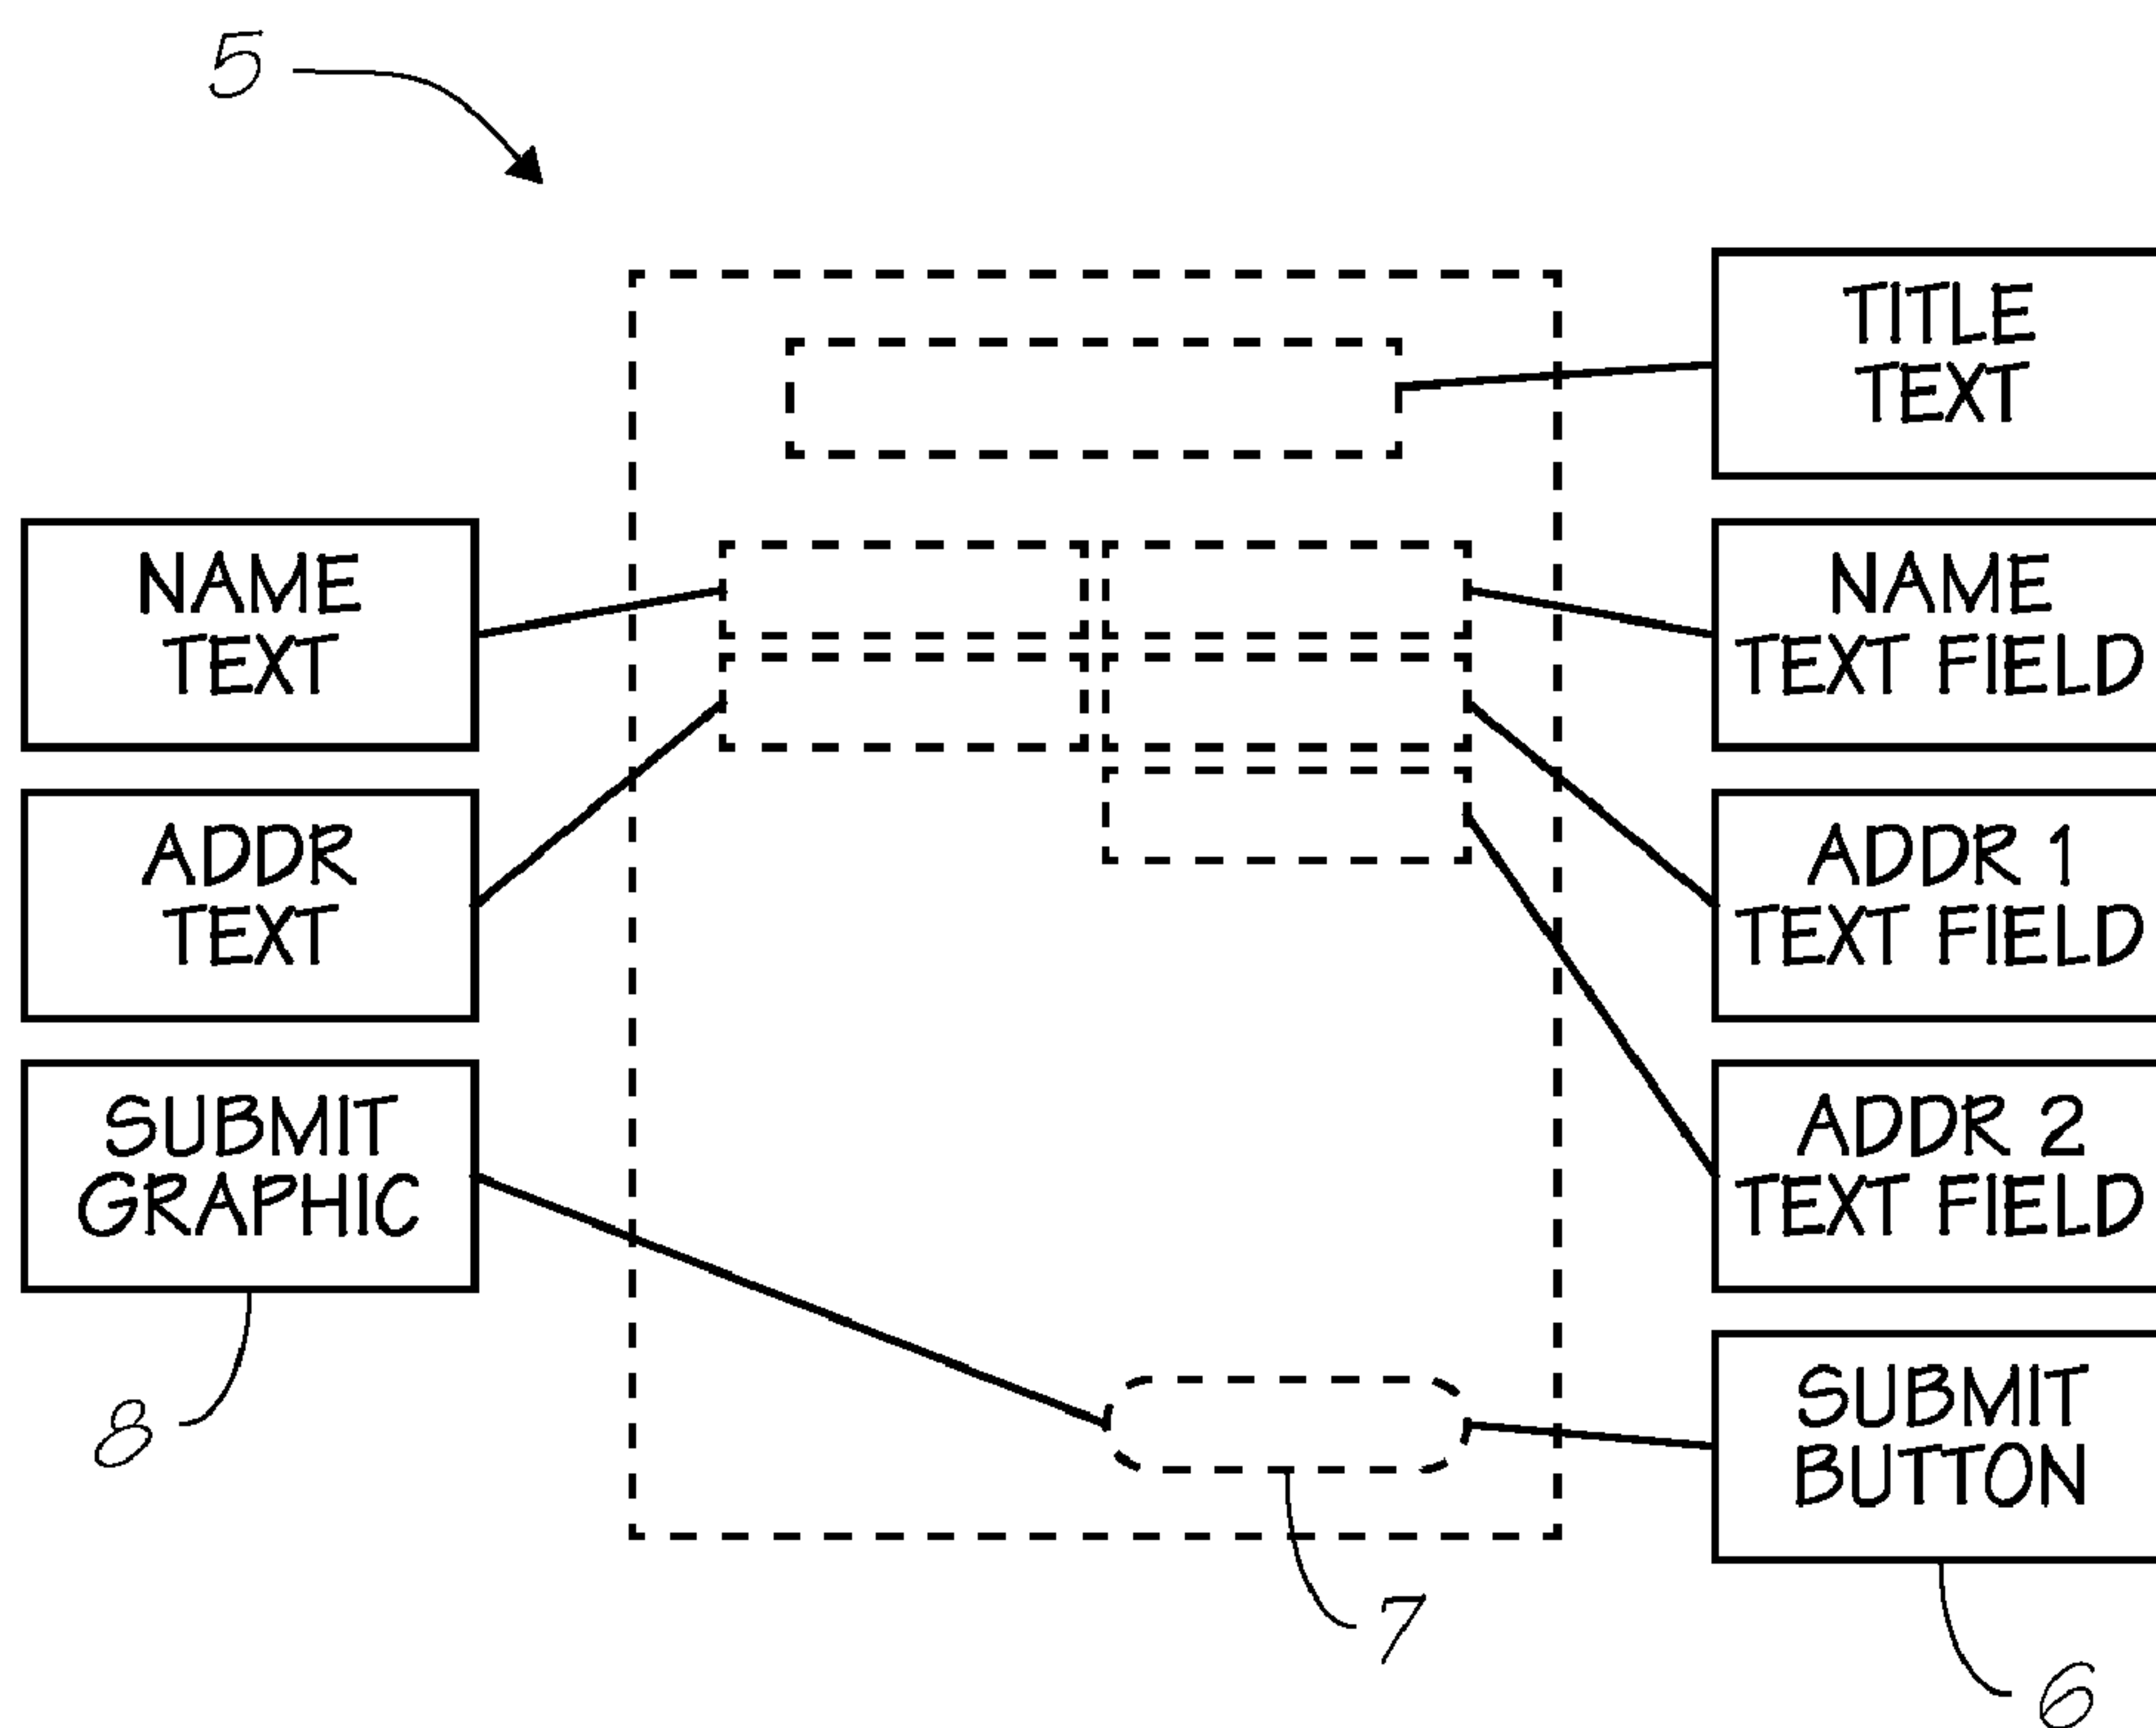 5
TITLE
TEXT
NAME
TEXT
NAME
TEXT FIELD
ADDR
TEXT
ADDR 1
TEXT FIELD
SUBMIT
GRAPHIC
ADDR 2
TEXT FIELD
SUBMIT
BUTTON
8
7
6